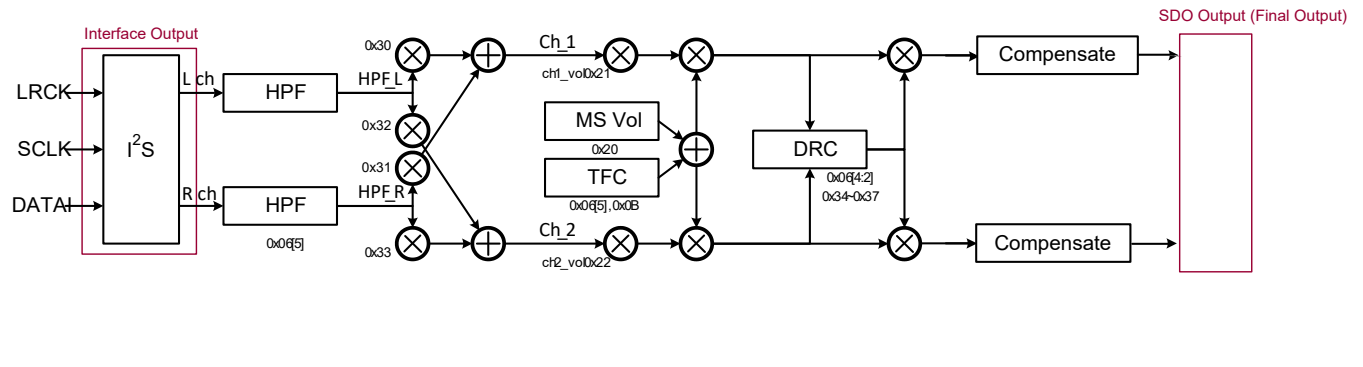 SDO Output (Final Output)
Interface Output
0x30
Ch_1
Compensate
L ch
HPF
HPF_L
ch1_vol0x21
LRCK
MS Vol
0x32
SCLK
I2S
0x20
DRC
0x31
TFC
0x06[4:2]
R ch
HPF_R
DATAI
HPF
0x06[5],0x0B
0x34~0x37
0x06[5]
0x33
Ch_2
Compensate
ch2_vol0x22